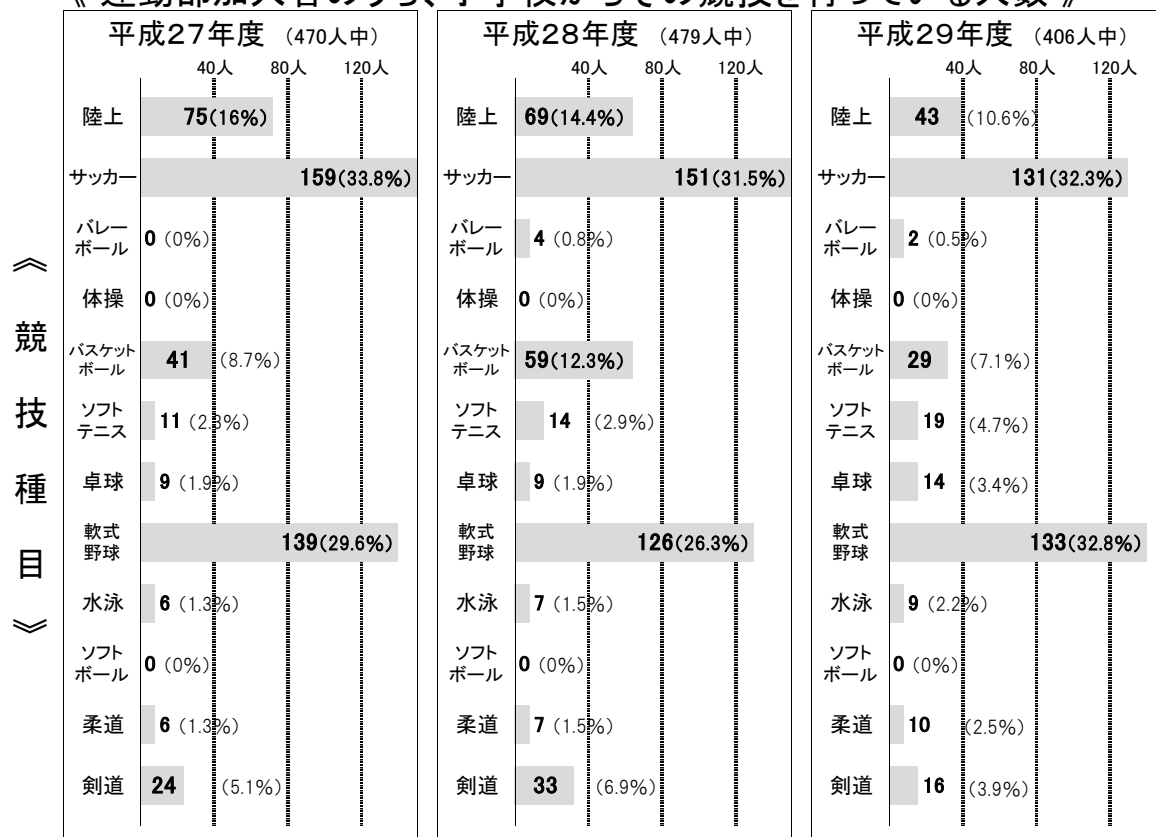 《 運動部加入者のうち、小学校からその競技を行っている人数 》
《 競技種目 》
平成27年度 (470人中)
40人 80人 120人
陸上 75(16%)
サッカー 159(33.8%)
バレー
ボール 0 (0%)
体操 0 (0%)
バスケット
ボール 41 (8.7%)
ソフト
テニス 11 (2.3%)
卓球 9 (1.9%)
軟式
野球 139(29.6%)
水泳 6 (1.3%)
ソフト
ボール 0 (0%)
柔道 6 (1.3%)
剣道 24 (5.1%)
平成28年度 (479人中)
40人 80人 120人
陸上 69(14.4%)
サッカー 151(31.5%)
バレー
ボール 4 (0.8%)
体操 0 (0%)
バスケット
ボール 59(12.3%)
ソフト
テニス 14 (2.9%)
卓球 9 (1.9%)
軟式
野球 126(26.3%)
水泳 7 (1.5%)
ソフト
ボール 0 (0%)
柔道 7 (1.5%)
剣道 33 (6.9%)
平成29年度 (406人中)
40人 80人 120人
陸上 43 (10.6%)
サッカー 131(32.3%)
バレー
ボール 2 (0.5%)
体操 0 (0%)
バスケット
ボール 29 (7.1%)
ソフト
テニス 19 (4.7%)
卓球 14 (3.4%)
軟式
野球 133(32.8%)
水泳 9 (2.2%)
ソフト
ボール 0 (0%)
柔道 10 (2.5%)
剣道 16 (3.9%)